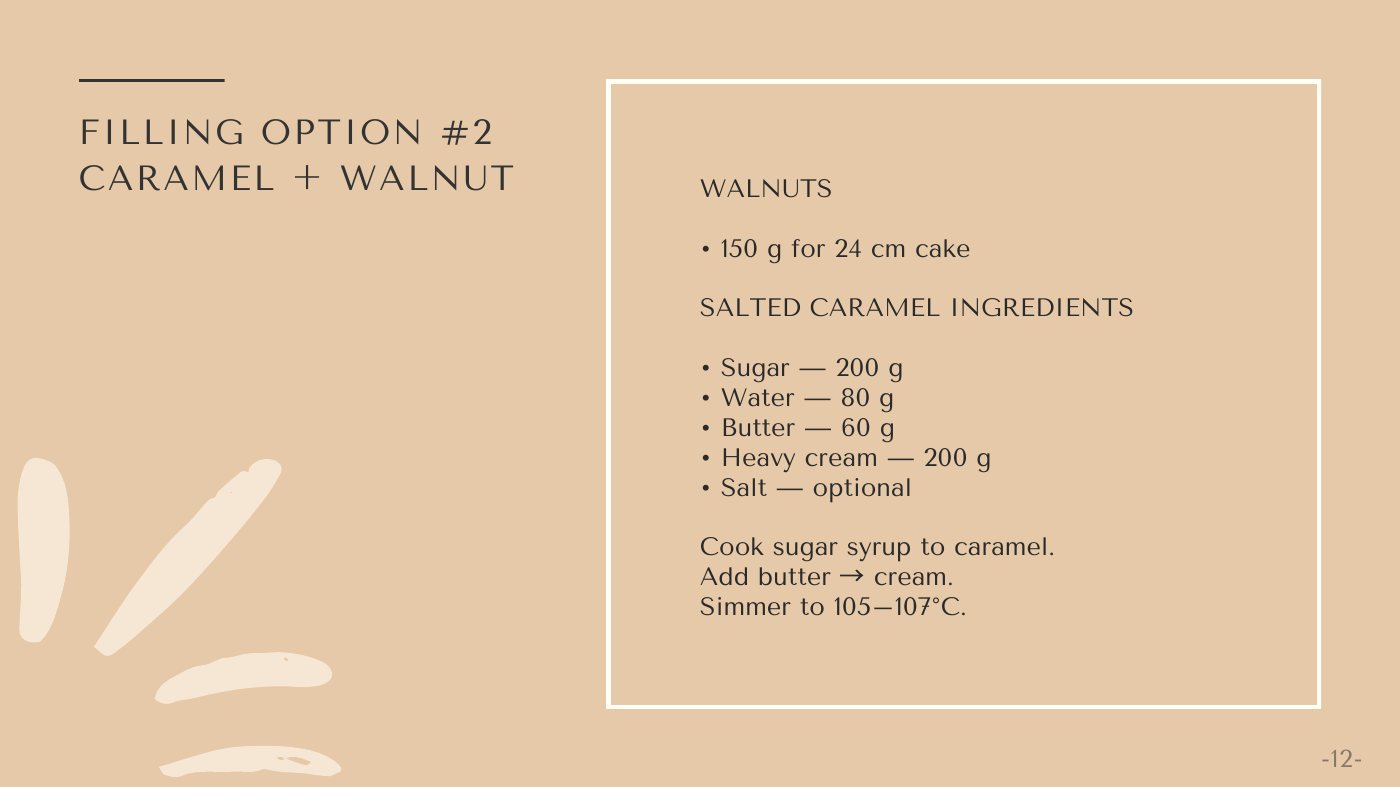 FILLING OPTION #2
CARAMEL + WALNUT
WALNUTS
• 150 g for 24 cm cake
SALTED CARAMEL INGREDIENTS
• Sugar — 200 g
• Water — 80 g
• Butter — 60 g
• Heavy cream — 200 g
• Salt — optional
Cook sugar syrup to caramel.
Add butter → cream.
Simmer to 105–107°C.
-12-